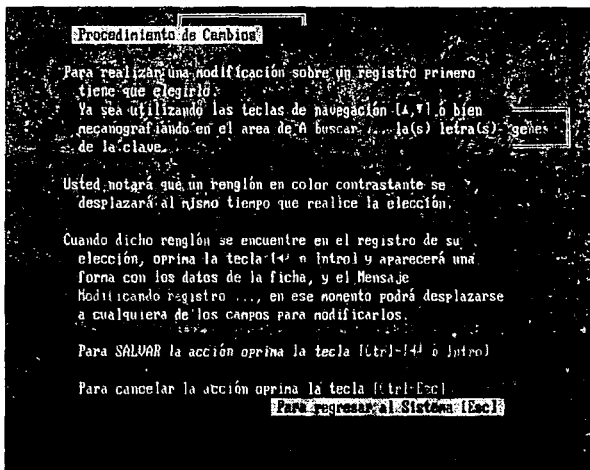 Procedimiento de Cambios
Para realizar una modificación sobre un registro primero
tiene que elegirlo.
Ya sea utilizando las teclas de navegación [▲,▼] ó bien
mecanografiando en el area de A buscar ... la(s) letra(s) genes
de la clave.
Usted notará que un renglón en color contrastante se
desplazará al mismo tiempo que realice la elección.
Cuando dicho renglón se encuentre en el registro de su
elección, oprima la tecla [◄┘ o Intro] y aparecerá una
forma con los datos de la ficha, y el Mensaje
Modificando registro ..., en ese momento podrá desplazarse
a cualquiera de los campos para modificarlos.
Para SALVAR la acción oprima la tecla [Ctrl-[◄┘ ó Intro]
Para cancelar la acción oprima la tecla [Ctrl-Esc]
Para regresar al Sistema [Esc]